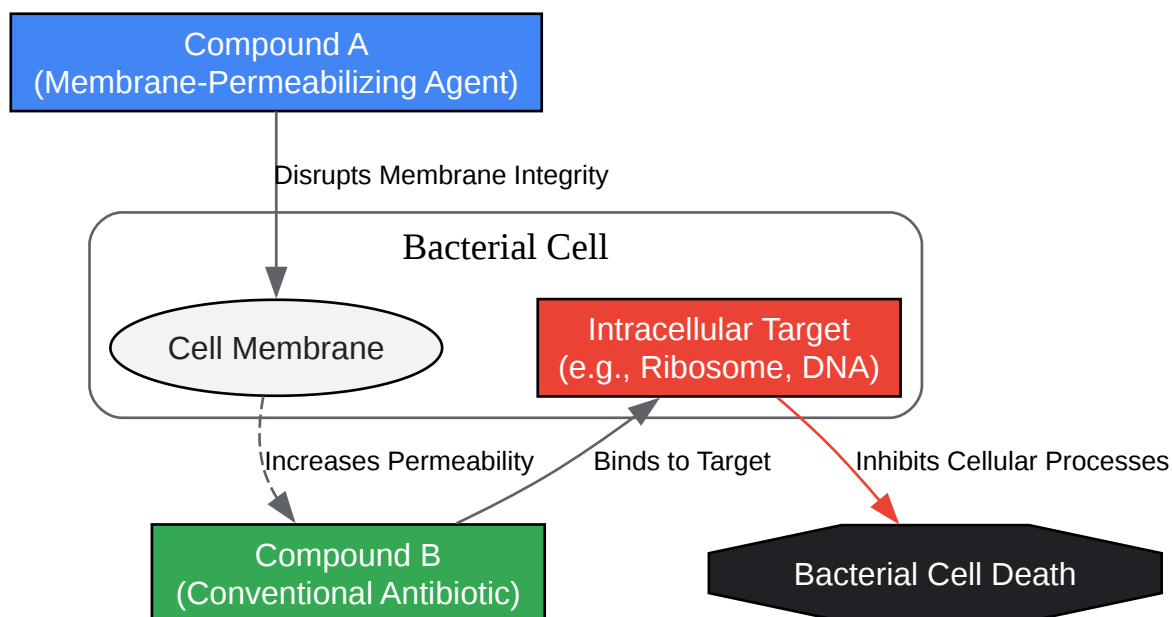 Compound A
(Membrane-Permeabilizing Agent)
Disrupts Membrane Integrity
Bacterial Cell
Cell Membrane
Intracellular Target
(e.g., Ribosome, DNA)
Increases Permeability
Binds to Target
Inhibits Cellular Processes
Compound B
(Conventional Antibiotic)
Bacterial Cell Death